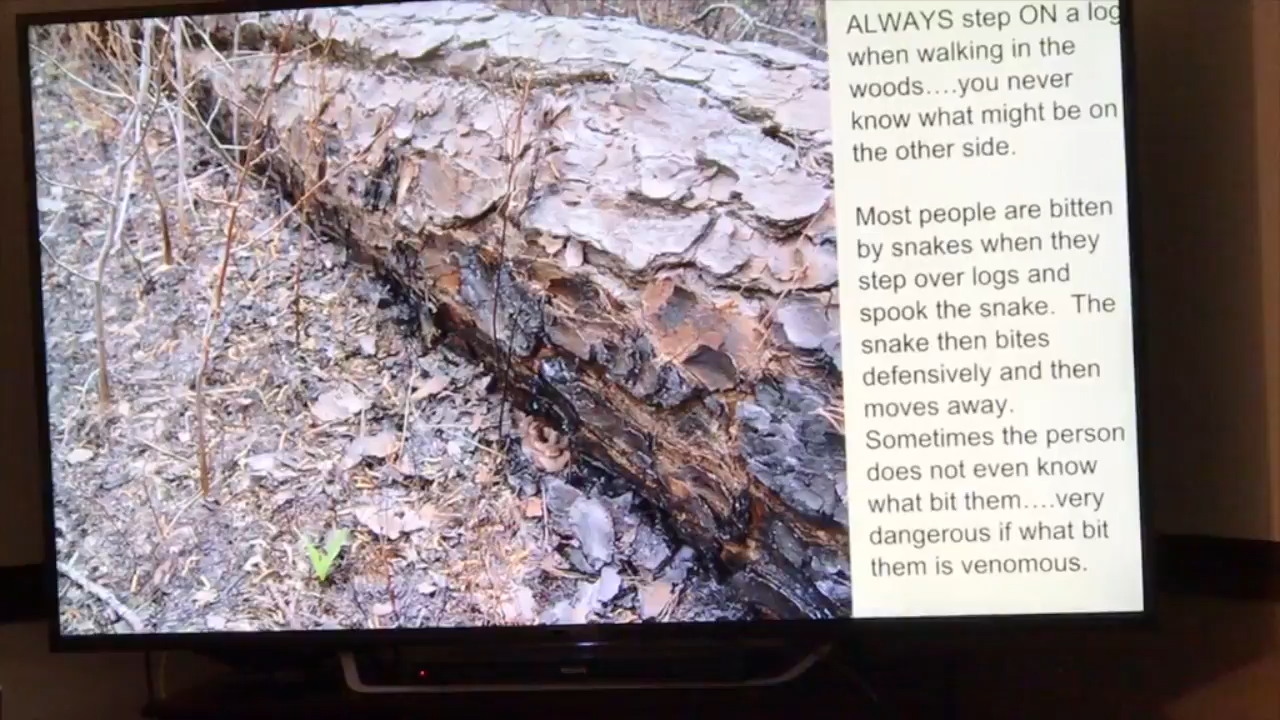 ALWAYS step ON a log
when walking in the
woods....you never
know what might be on
the other side.
Most people are bitten
by snakes when they
step over logs and
spook the snake. The
snake then bites
defensively and then
moves away.
Sometimes the person
does not even know
what bit them....very
dangerous if what bit
them is venomous.